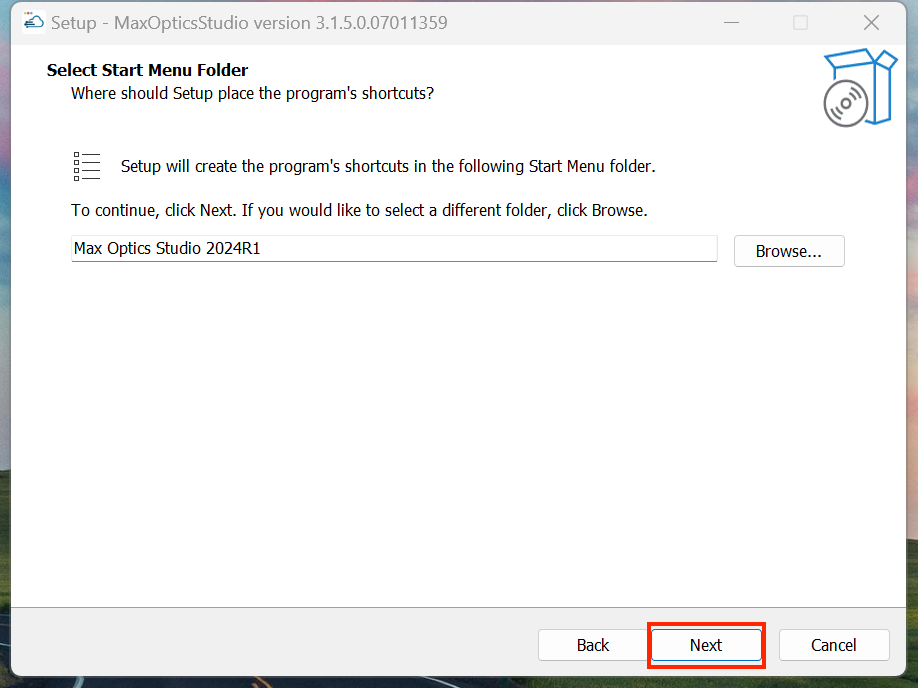 Setup - MaxOpticsStudio version 3.1.5.0.07011359
Select Start Menu Folder
Where should Setup place the program's shortcuts?
Setup will create the program's shortcuts in the following Start Menu folder.
To continue, click Next. If you would like to select a different folder, click Browse.
Max Optics Studio 2024R1
Browse...
Back
Next
Cancel